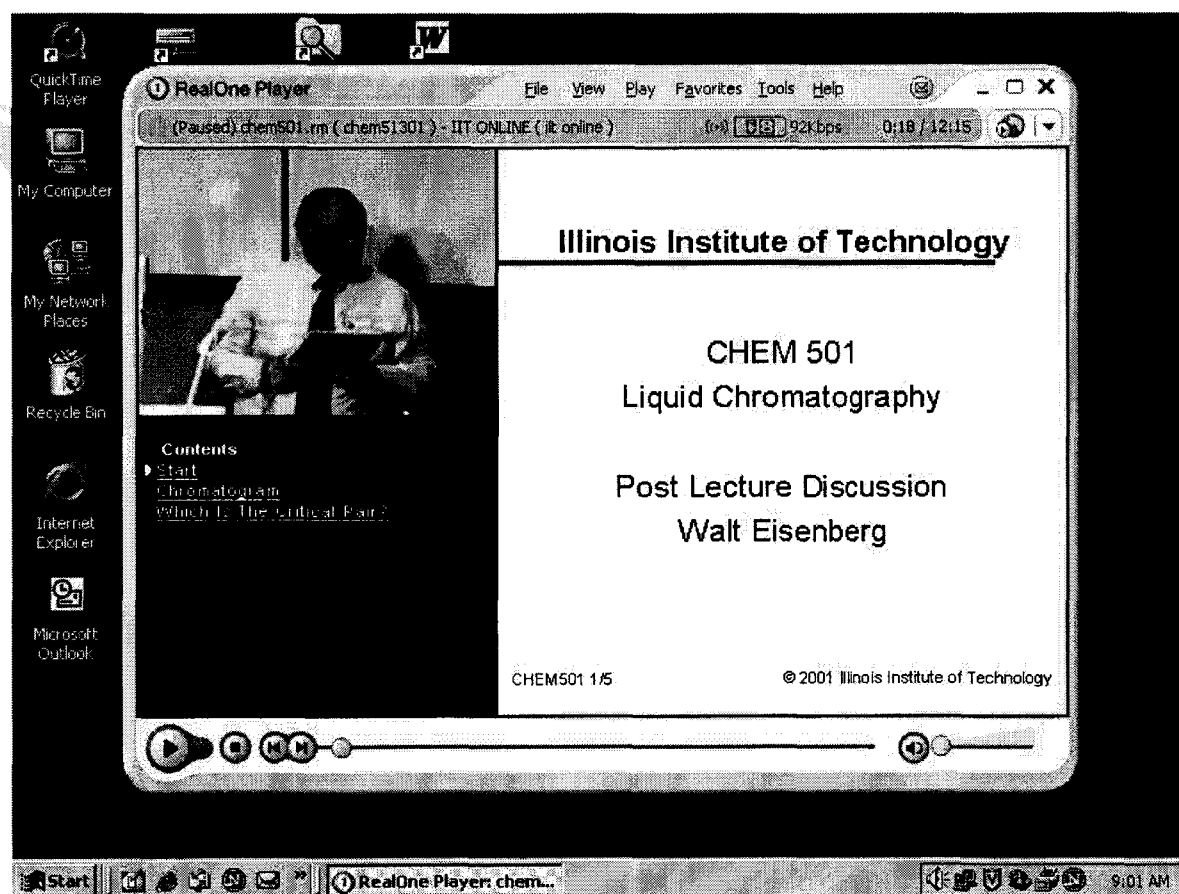 QuickTime
Player
My Computer
My Network
Places
Recycle Bin
Internet
Explorer
Microsoft
Outlook
RealOne Player
File View Play Favorites Tools Help
(Paused) chem501.rm ( chem51301 ) - IIT ONLINE ( iit online )
92Kbps
0:18 / 12:15
Contents
Start
Chromatogram
Which Is The Critical Pair?
Illinois Institute of Technology
CHEM 501
Liquid Chromatography
Post Lecture Discussion
Walt Eisenberg
CHEM501 1/5
© 2001 Illinois Institute of Technology
Start
RealOne Player: chem...
9:01 AM